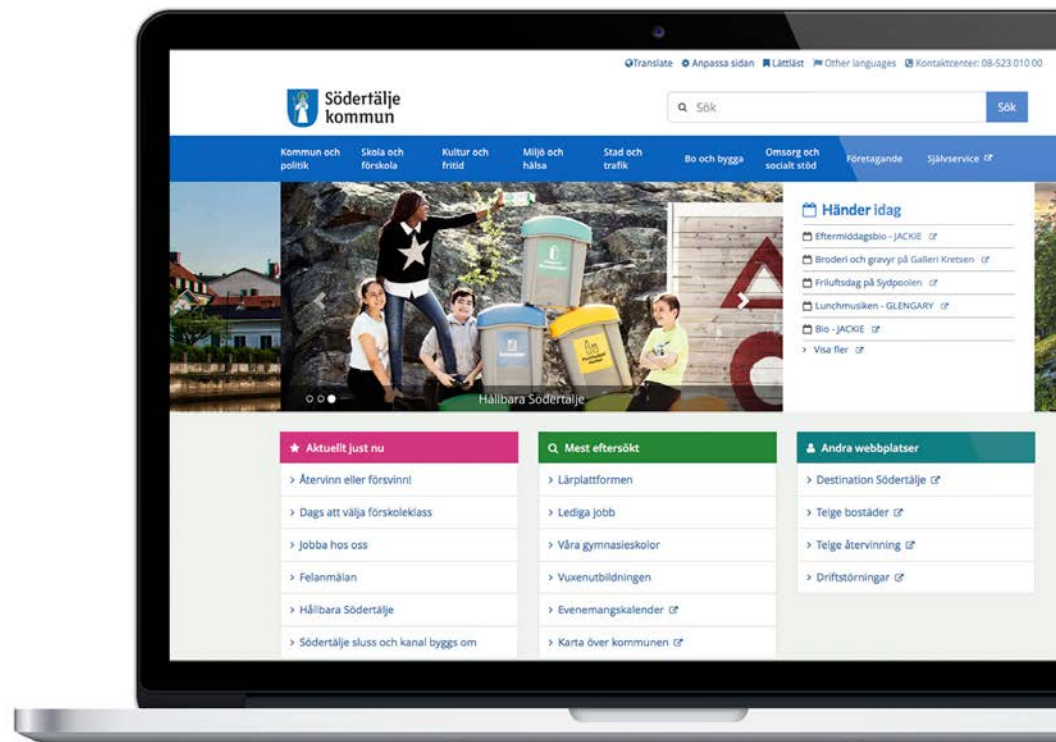 Translate Anpassa sidan Lättläst Other languages Kontaktcenter: 08-523 010 00
Södertälje
kommun
Sök Sök
Kommun och
politik
Skola och
förskola
Kultur och
fritid
Miljö och
hälsa
Stad och
trafik
Bo och bygga
Omsorg och
socialt stöd
Företagande
Självservice
Händer idag
Eftermiddagsbio - JACKIE
Broderi och gravyr på Galleri Kretsen
Friluftsdag på Sydpoolen
Lunchmusiken - GLENGARY
Bio - JACKIE
Visa fler
Hållbara Södertälje
Aktuellt just nu
Återvinn eller försvinn!
Dags att välja förskoleklass
Jobba hos oss
Felanmälan
Hållbara Södertälje
Södertälje sluss och kanal byggs om
Mest eftersökt
Lärplattformen
Lediga jobb
Våra gymnasieskolor
Vuxenutbildningen
Evenemangskalender
Karta över kommunen
Andra webbplatser
Destination Södertälje
Telge bostäder
Telge återvinning
Driftstörningar